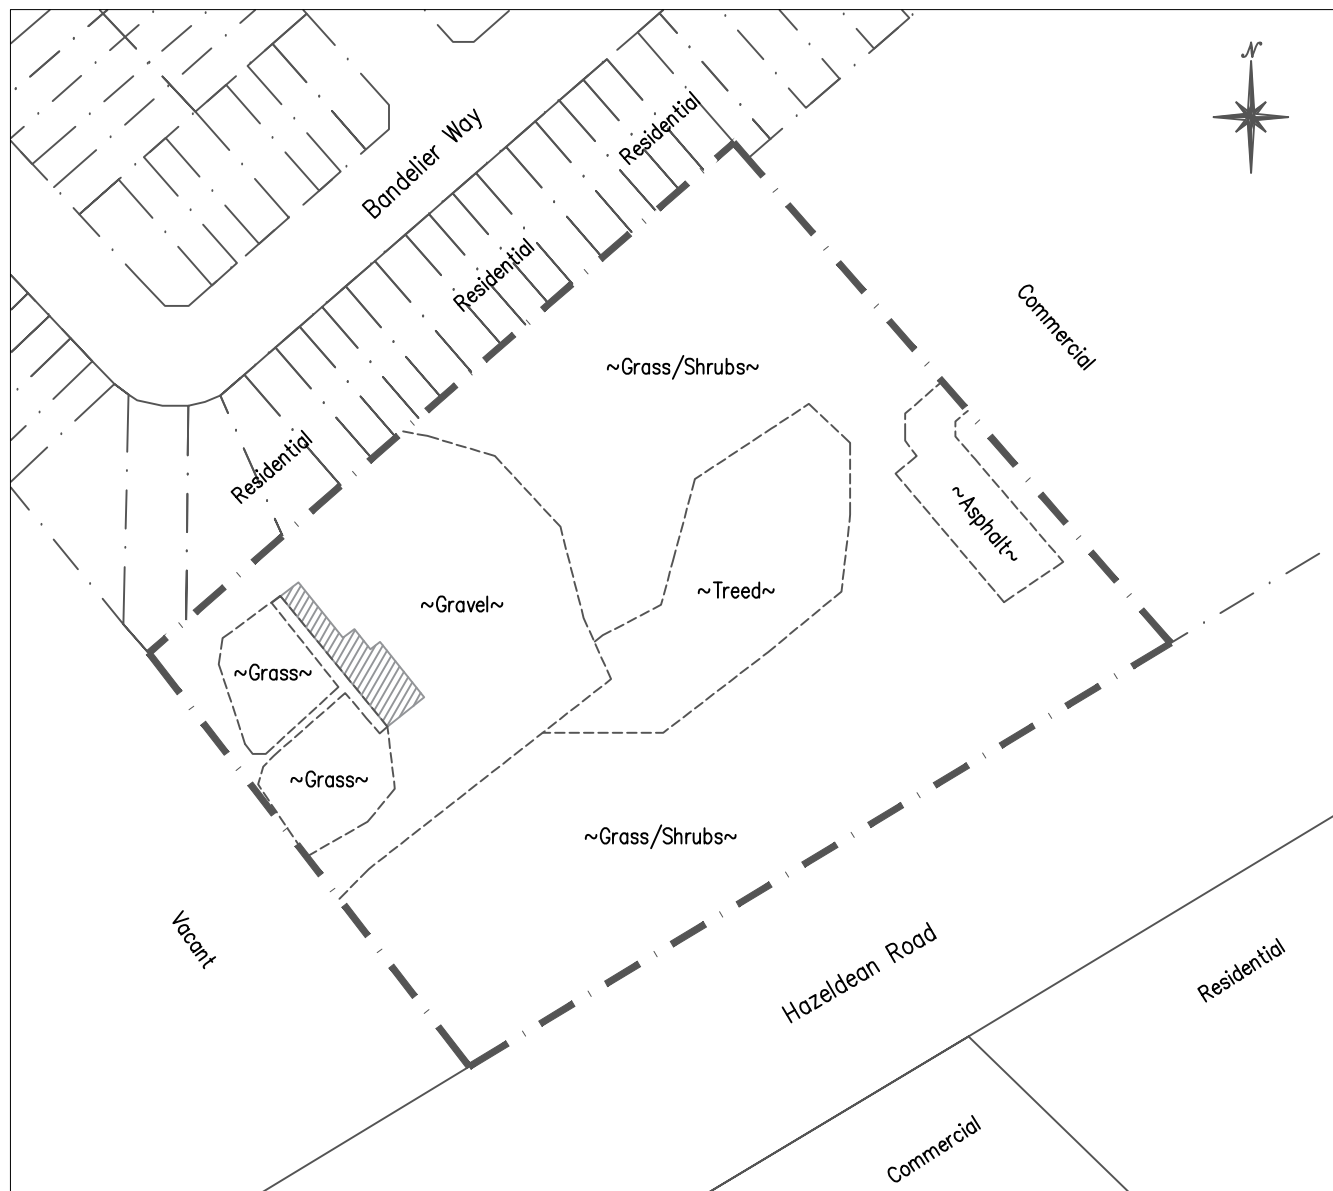 N
Bandelier Way
Residential
Residential
Residential
Commercial
~Grass/Shrubs~
~Asphalt~
~Treed~
~Gravel~
~Grass~
~Grass~
~Grass/Shrubs~
Vacant
Hazeldean Road
Residential
Commercial